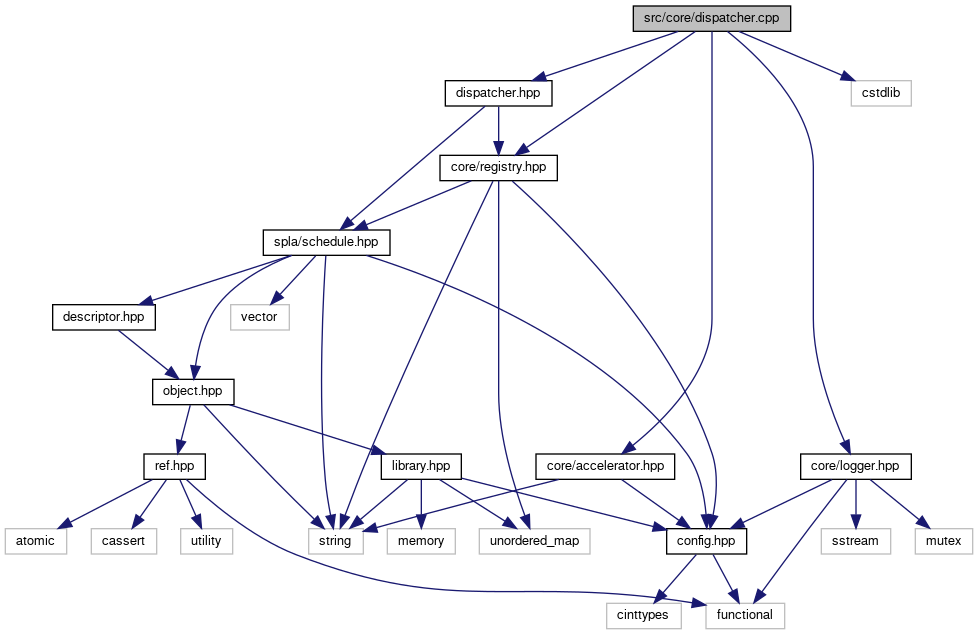 src/core/dispatcher.cpp
dispatcher.hpp
cstdlib
core/registry.hpp
spla/schedule.hpp
descriptor.hpp
vector
object.hpp
ref.hpp
library.hpp
core/accelerator.hpp
core/logger.hpp
atomic
cassert
utility
string
memory
unordered_map
config.hpp
sstream
mutex
cinttypes
functional